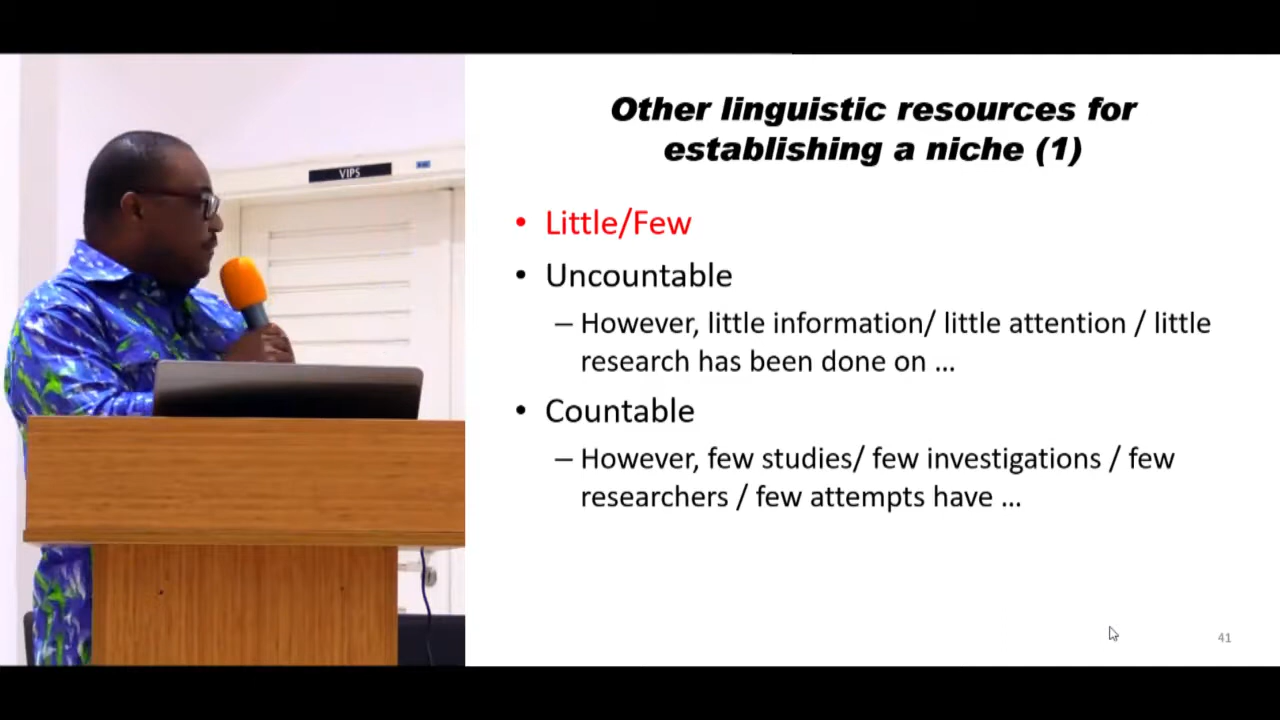 VIPS
Other linguistic resources for
establishing a niche (1)
• Little/Few
• Uncountable
– However, little information/ little attention / little
research has been done on ...
• Countable
– However, few studies/ few investigations / few
researchers / few attempts have ...
41